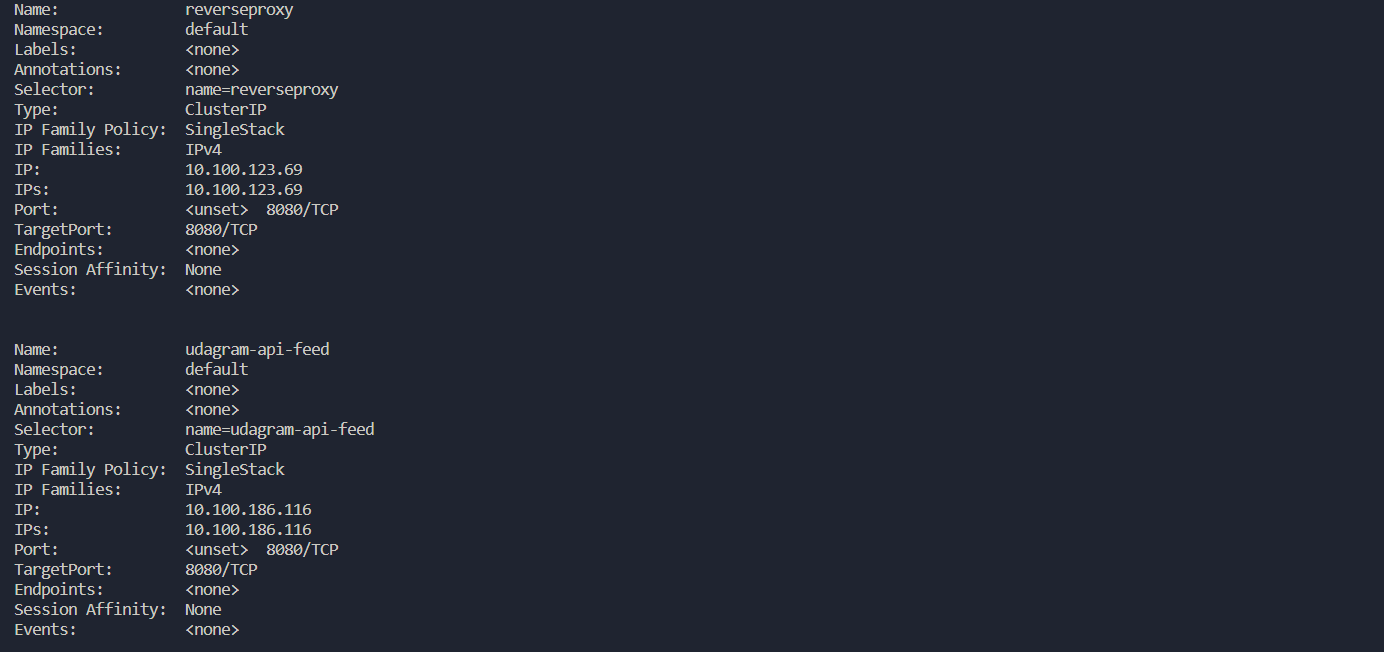 Name:              reverseproxy
Namespace:         default
Labels:            <none>
Annotations:       <none>
Selector:          name=reverseproxy
Type:              ClusterIP
IP Family Policy:  SingleStack
IP Families:       IPv4
IP:                10.100.123.69
IPs:               10.100.123.69
Port:              <unset>  8080/TCP
TargetPort:        8080/TCP
Endpoints:         <none>
Session Affinity:  None
Events:            <none>

Name:              udagram-api-feed
Namespace:         default
Labels:            <none>
Annotations:       <none>
Selector:          name=udagram-api-feed
Type:              ClusterIP
IP Family Policy:  SingleStack
IP Families:       IPv4
IP:                10.100.186.116
IPs:               10.100.186.116
Port:              <unset>  8080/TCP
TargetPort:        8080/TCP
Endpoints:         <none>
Session Affinity:  None
Events:            <none>